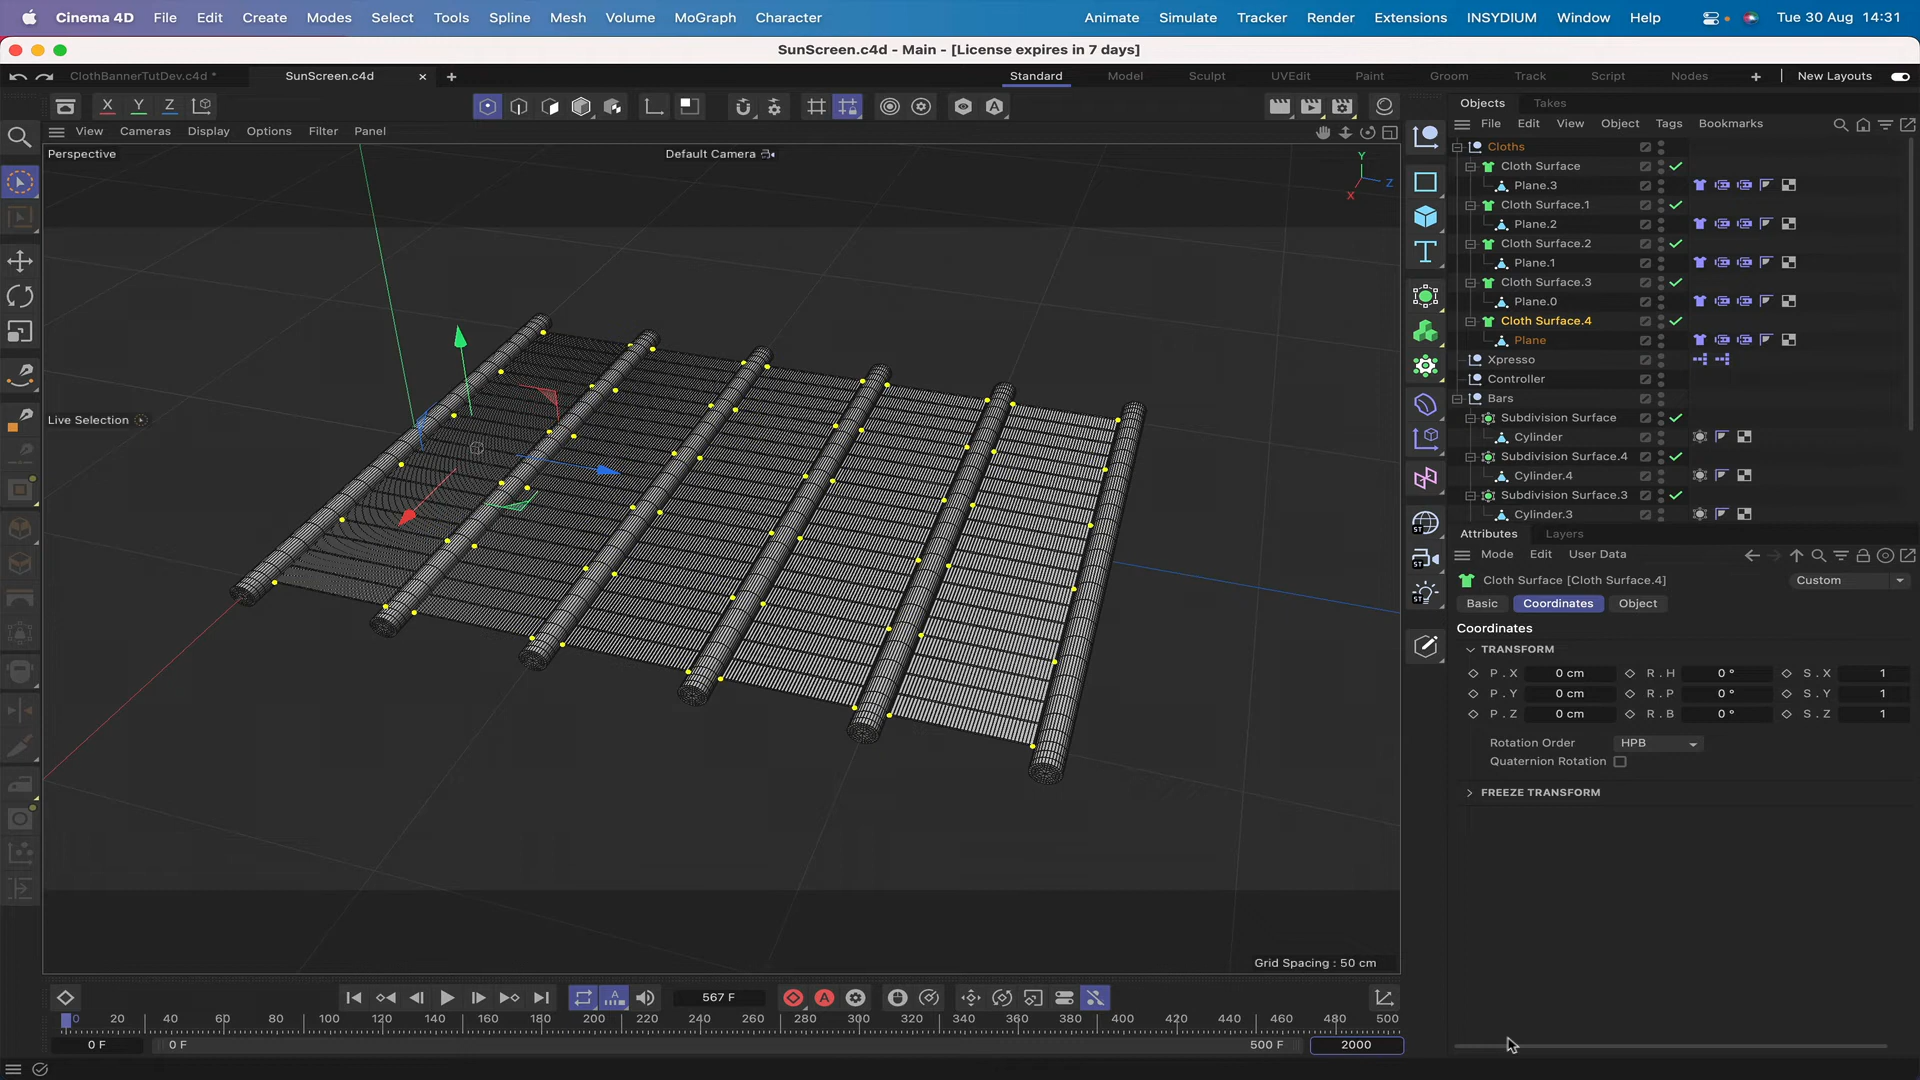 Cinema 4D File Edit Create Modes Select Tools Spline Mesh Volume MoGraph Character Animate Simulate Tracker Render Extensions INSYDIUM Window Help Tue 30 Aug 14:31
SunScreen.c4d - Main - [License expires in 7 days]
ClothBannerTutDev.c4d * SunScreen.c4d × + Standard Model Sculpt UVEdit Paint Groom Track Script Nodes + New Layouts
X Y Z
Objects Takes
View Cameras Display Options Filter Panel
File Edit View Object Tags Bookmarks
Perspective
Default Camera
Y
Z
X
Cloths
Cloth Surface
Plane.3
Cloth Surface.1
Plane.2
Cloth Surface.2
Plane.1
Cloth Surface.3
Plane.0
Cloth Surface.4
Plane
Xpresso
Controller
Bars
Subdivision Surface
Cylinder
Subdivision Surface.4
Cylinder.4
Subdivision Surface.3
Cylinder.3
Live Selection
ST
ST
ST
Attributes Layers
Mode Edit User Data
Cloth Surface [Cloth Surface.4] Custom
Basic Coordinates Object
Coordinates
TRANSFORM
P . X 0 cm R . H 0 ° S . X 1
P . Y 0 cm R . P 0 ° S . Y 1
P . Z 0 cm R . B 0 ° S . Z 1
Rotation Order HPB
Quaternion Rotation
FREEZE TRANSFORM
Grid Spacing : 50 cm
567 F
0 20 40 60 80 100 120 140 160 180 200 220 240 260 280 300 320 340 360 380 400 420 440 460 480 500
0 F 0 F 500 F 2000